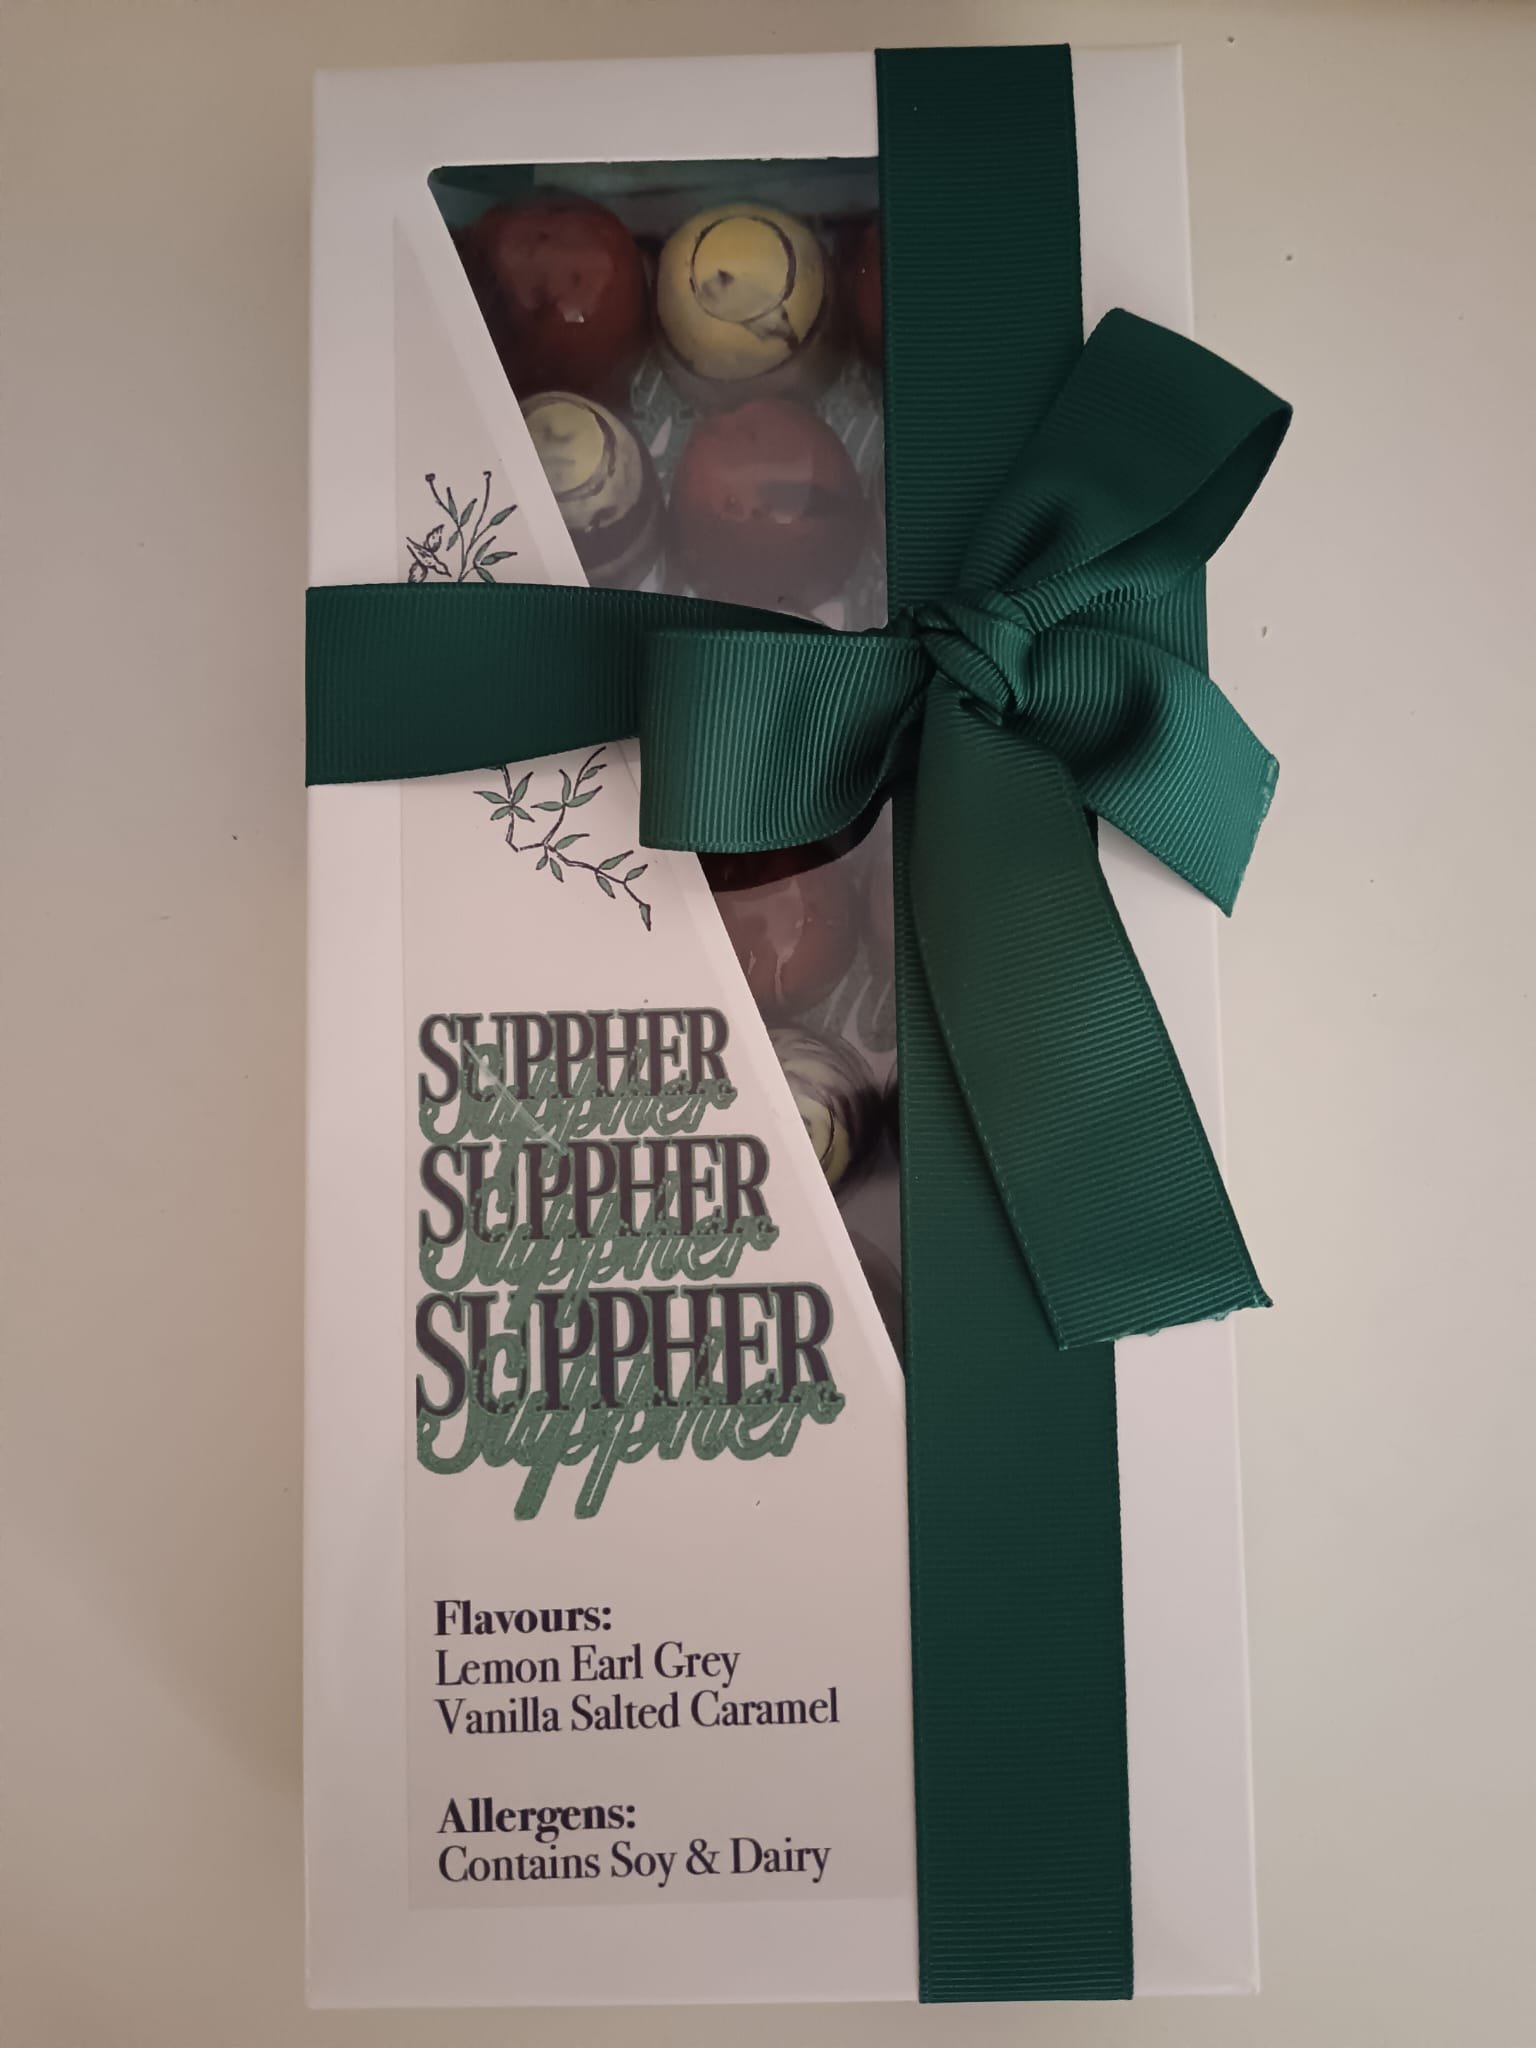 SUPPHER
Suppher
SUPPHER
Suppher
SUPPHER
Suppher
Flavours:
Lemon Earl Grey
Vanilla Salted Caramel
Allergens:
Contains Soy & Dairy